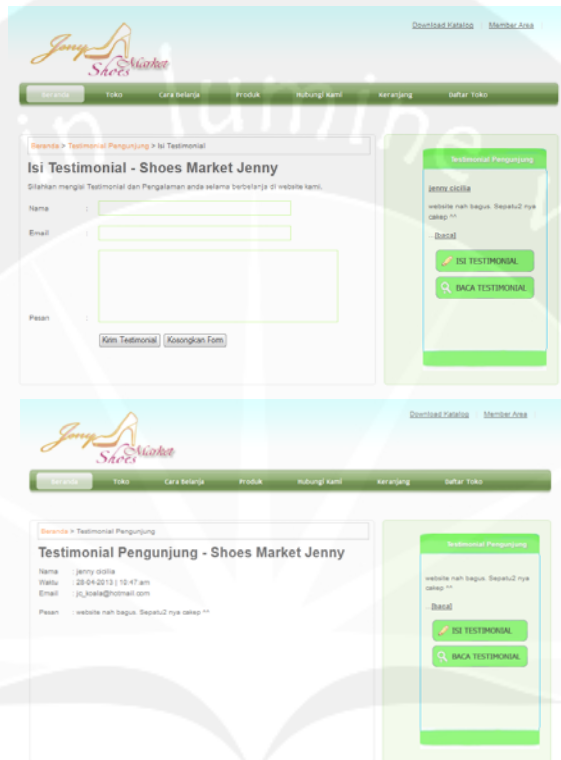 in lumine
Download Katalog
Member Area
Jeny
Shoes Market
Beranda
Toko
Cara Belanja
Produk
Hubungi Kami
Keranjang
Daftar Toko
Beranda > Testimonial Pengunjung > Isi Testimonial
Isi Testimonial - Shoes Market Jenny
Silahkan mengisi Testimonial dan Pengalaman anda selama berbelanja di website kami.
Nama :
Email :
Pesan :
Kirim Testimonial
Kosongkan Form
Testimonial Pengunjung
jenny cicilia
website nah bagus. Sepatu2 nya
cakep ^^
...[baca]
ISI TESTIMONIAL
BACA TESTIMONIAL
Download Katalog
Member Area
Jeny
Shoes Market
Beranda
Toko
Cara Belanja
Produk
Hubungi Kami
Keranjang
Daftar Toko
Beranda > Testimonial Pengunjung
Testimonial Pengunjung - Shoes Market Jenny
Nama : jenny cicilia
Waktu : 28-04-2013 | 10:47 am
Email : jc_koela@hotmail.com
Pesan : website nah bagus. Sepatu2 nya cakep ^^
Testimonial Pengunjung
website nah bagus. Sepatu2 nya
cakep ^^
...[baca]
ISI TESTIMONIAL
BACA TESTIMONIAL